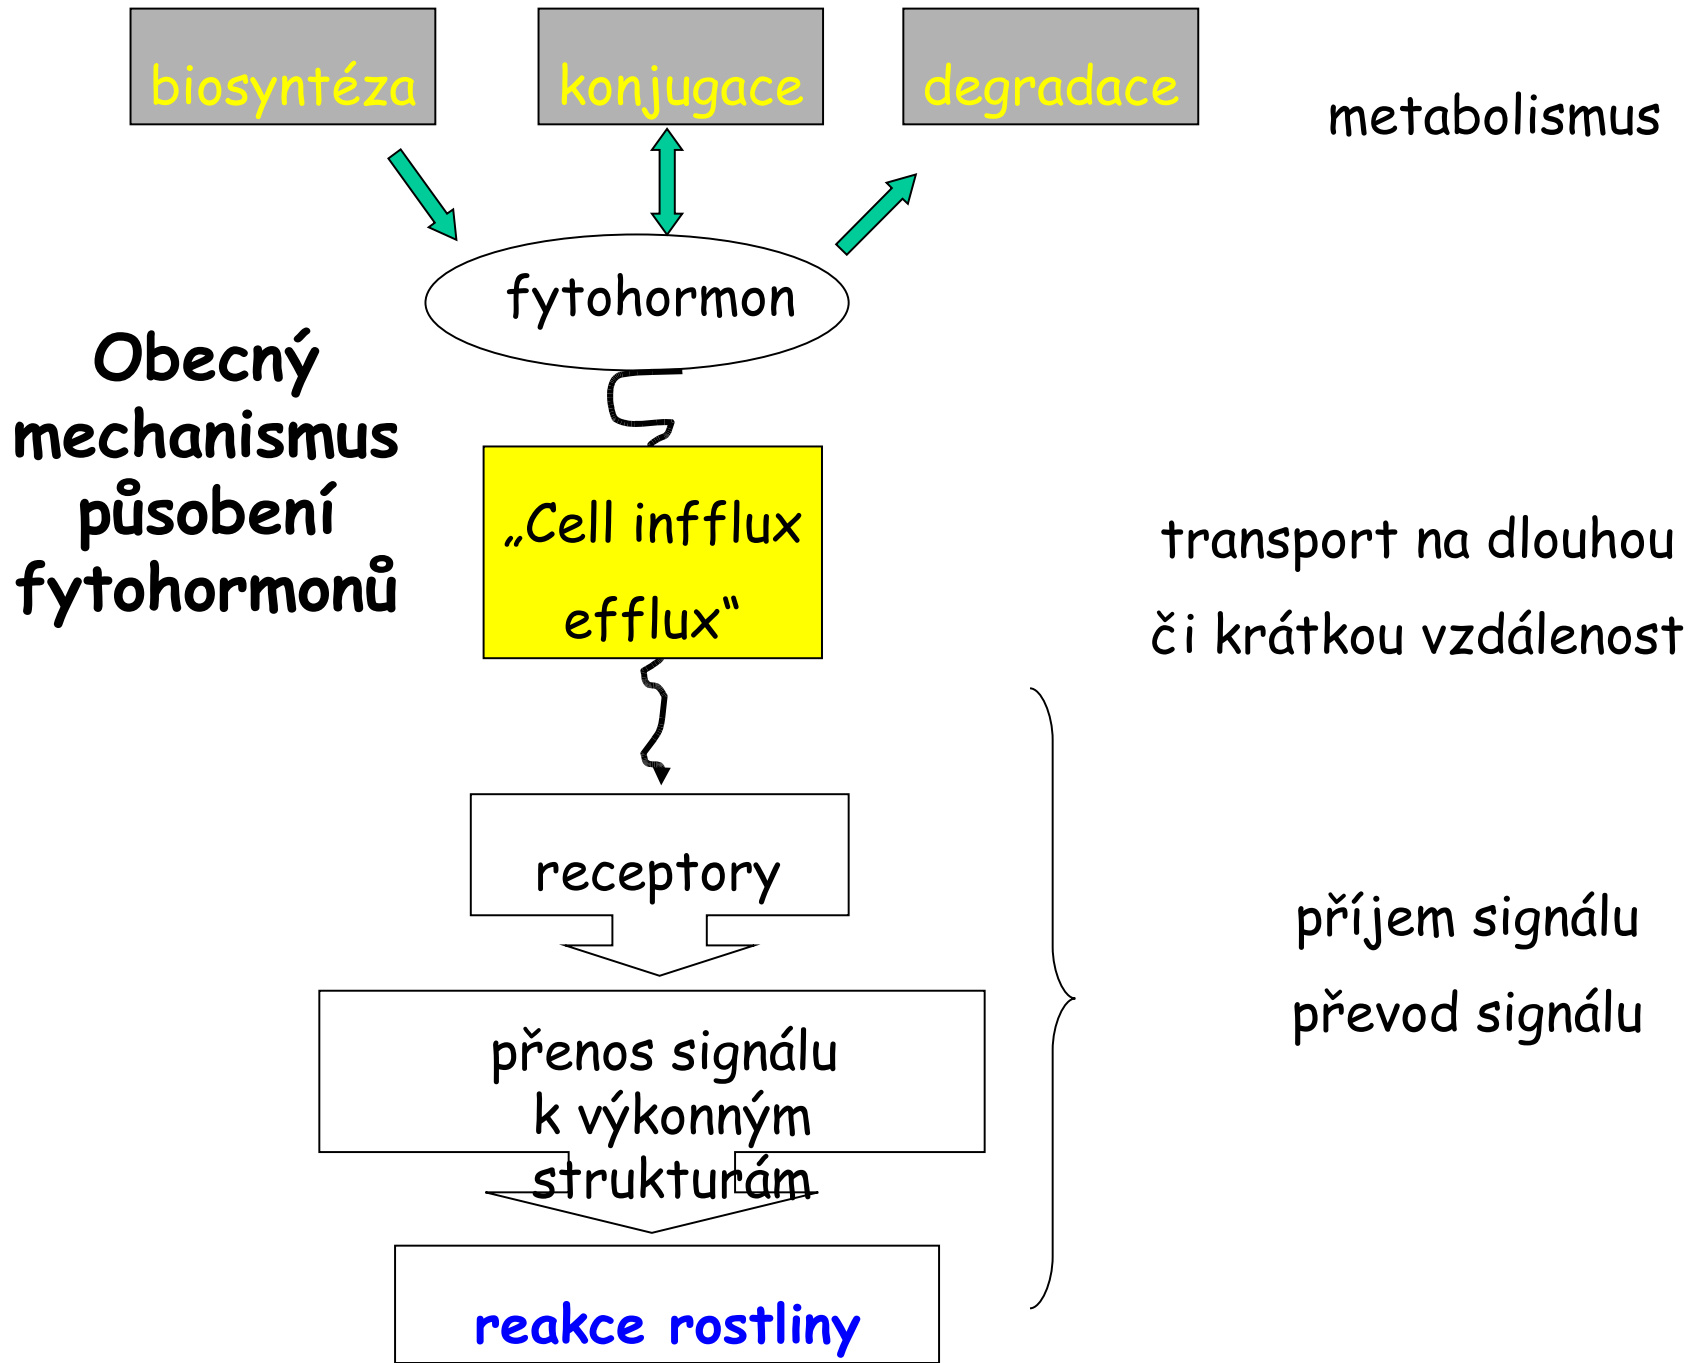 biosyntéza
konjugace
degradace
metabolismus
fytohormon
Obecný
mechanismus
působení
fytohormonů
„Cell infflux
efflux“
transport na dlouhou
či krátkou vzdálenost
receptory
příjem signálu
převod signálu
přenos signálu
k výkonným
strukturám
reakce rostliny